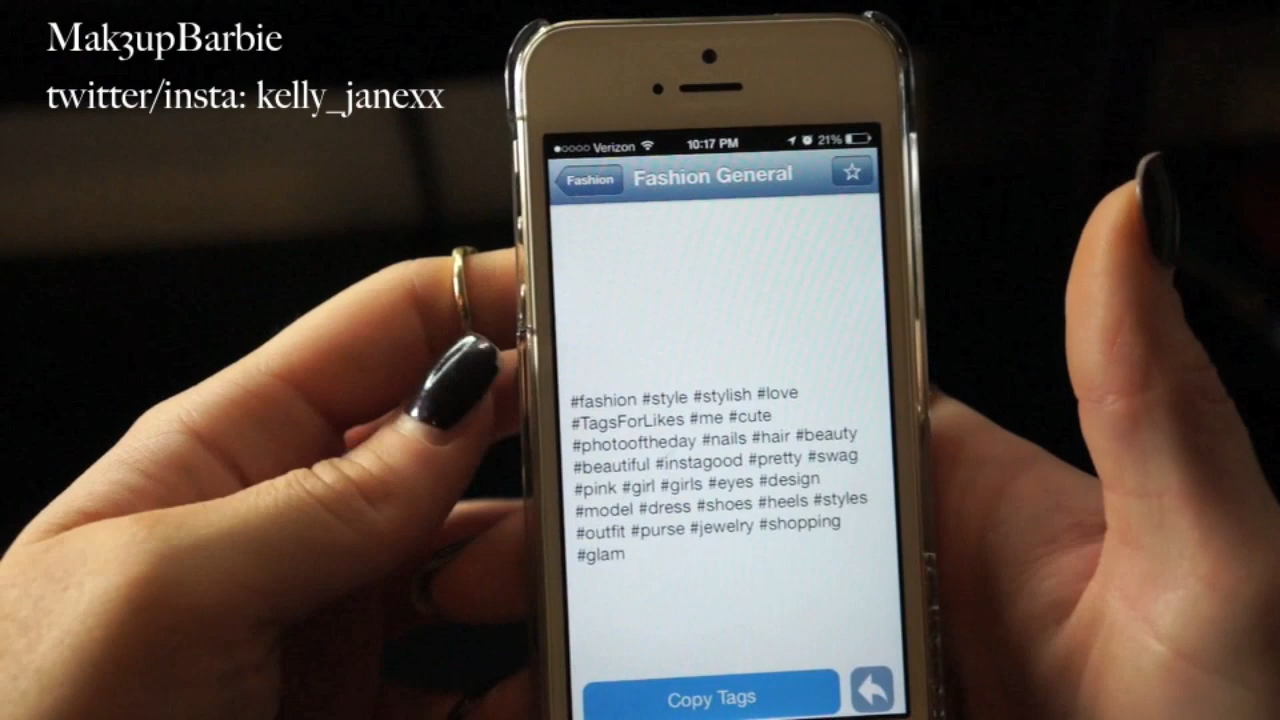 Mak3upBarbie
twitter/insta: kelly_janexx
Verizon 10:17 PM 21%
Fashion Fashion General
#fashion #style #stylish #love
#TagsForLikes #me #cute
#photooftheday #nails #hair #beauty
#beautiful #instagood #pretty #swag
#pink #girl #girls #eyes #design
#model #dress #shoes #heels #styles
#outfit #purse #jewelry #shopping
#glam
Copy Tags